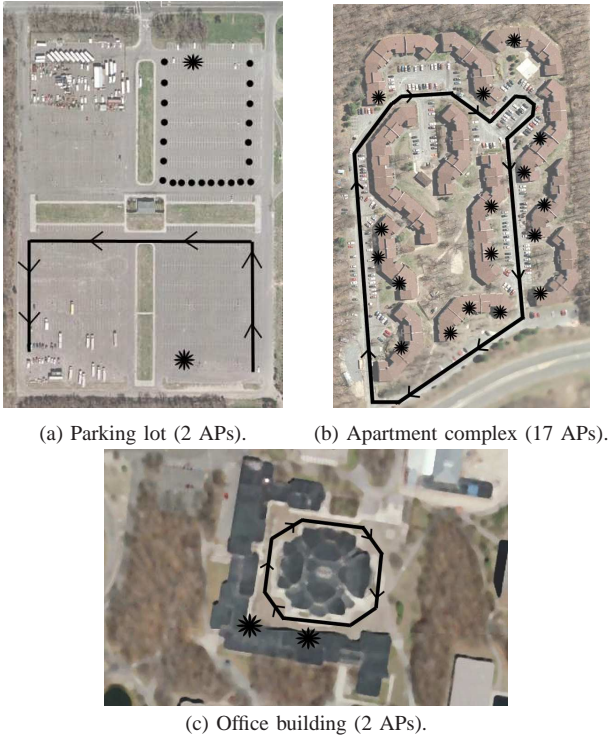 (a) Parking lot (2 APs).
(b) Apartment complex (17 APs).
(c) Office building (2 APs).